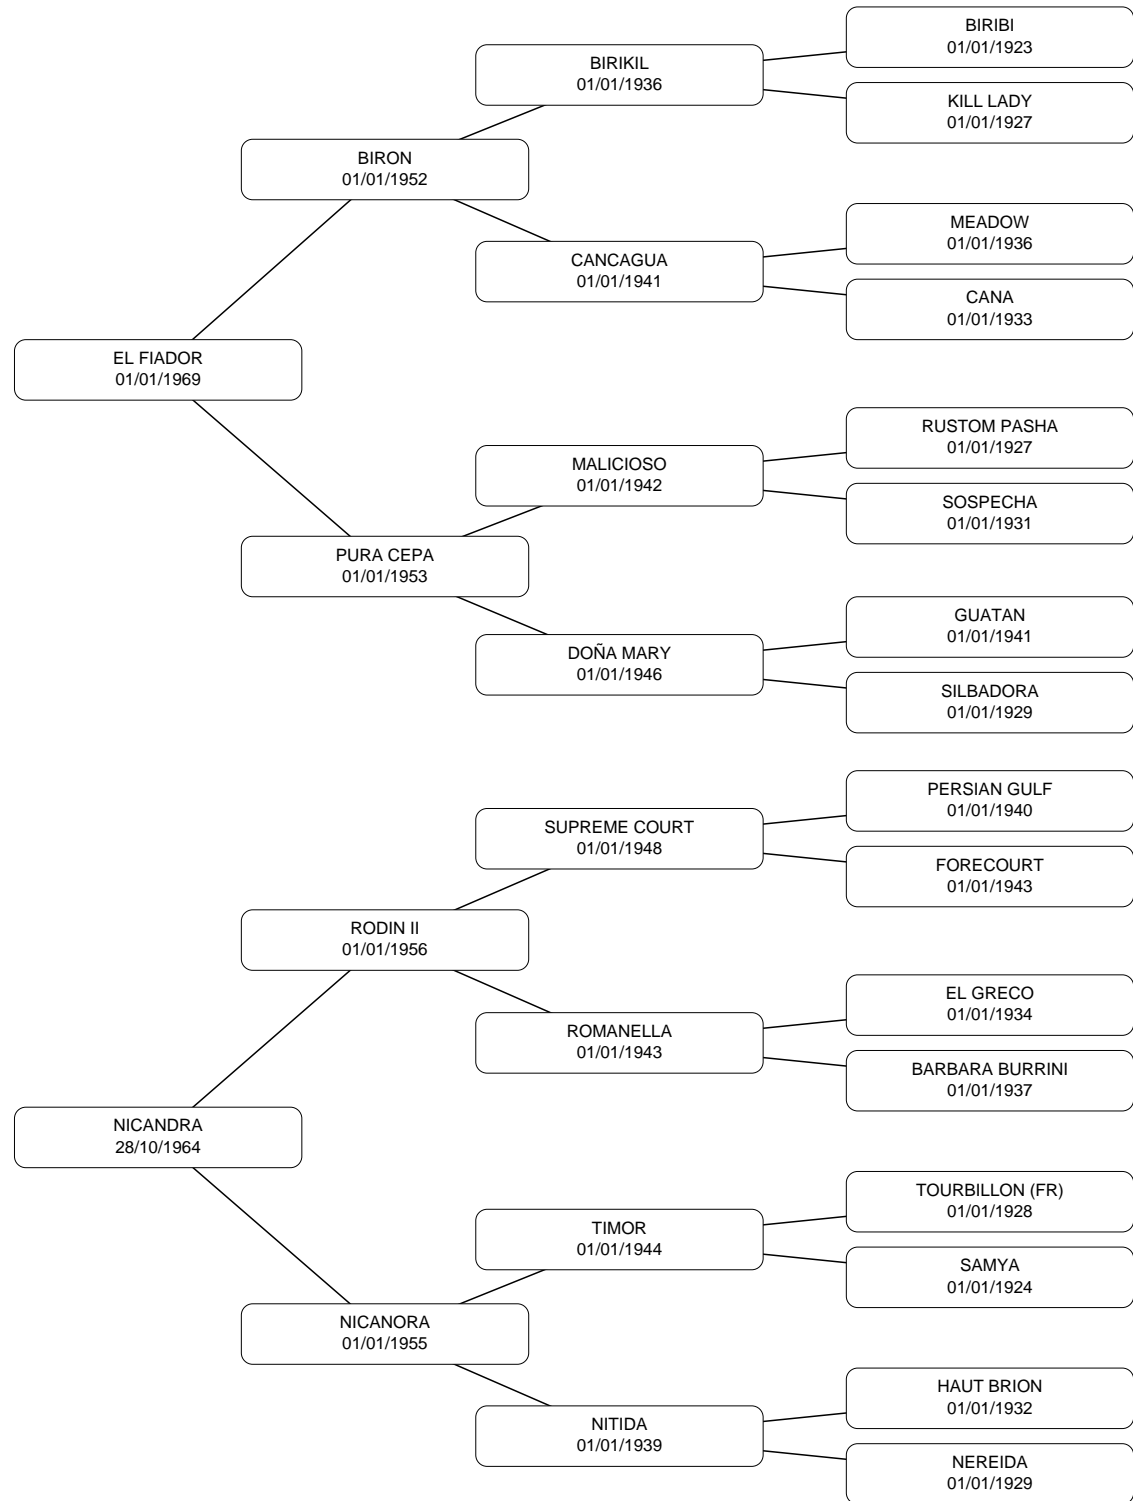 BIRIBI
01/01/1923
BIRIKIL
01/01/1936
KILL LADY
01/01/1927
BIRON
01/01/1952
MEADOW
01/01/1936
CANCAGUA
01/01/1941
CANA
01/01/1933
EL FIADOR
01/01/1969
RUSTOM PASHA
01/01/1927
MALICIOSO
01/01/1942
SOSPECHA
01/01/1931
PURA CEPA
01/01/1953
GUATAN
01/01/1941
DOÑA MARY
01/01/1946
SILBADORA
01/01/1929
PERSIAN GULF
01/01/1940
SUPREME COURT
01/01/1948
FORECOURT
01/01/1943
RODIN II
01/01/1956
EL GRECO
01/01/1934
ROMANELLA
01/01/1943
BARBARA BURRINI
01/01/1937
NICANDRA
28/10/1964
TOURBILLON (FR)
01/01/1928
TIMOR
01/01/1944
SAMYA
01/01/1924
NICANORA
01/01/1955
HAUT BRION
01/01/1932
NITIDA
01/01/1939
NEREIDA
01/01/1929